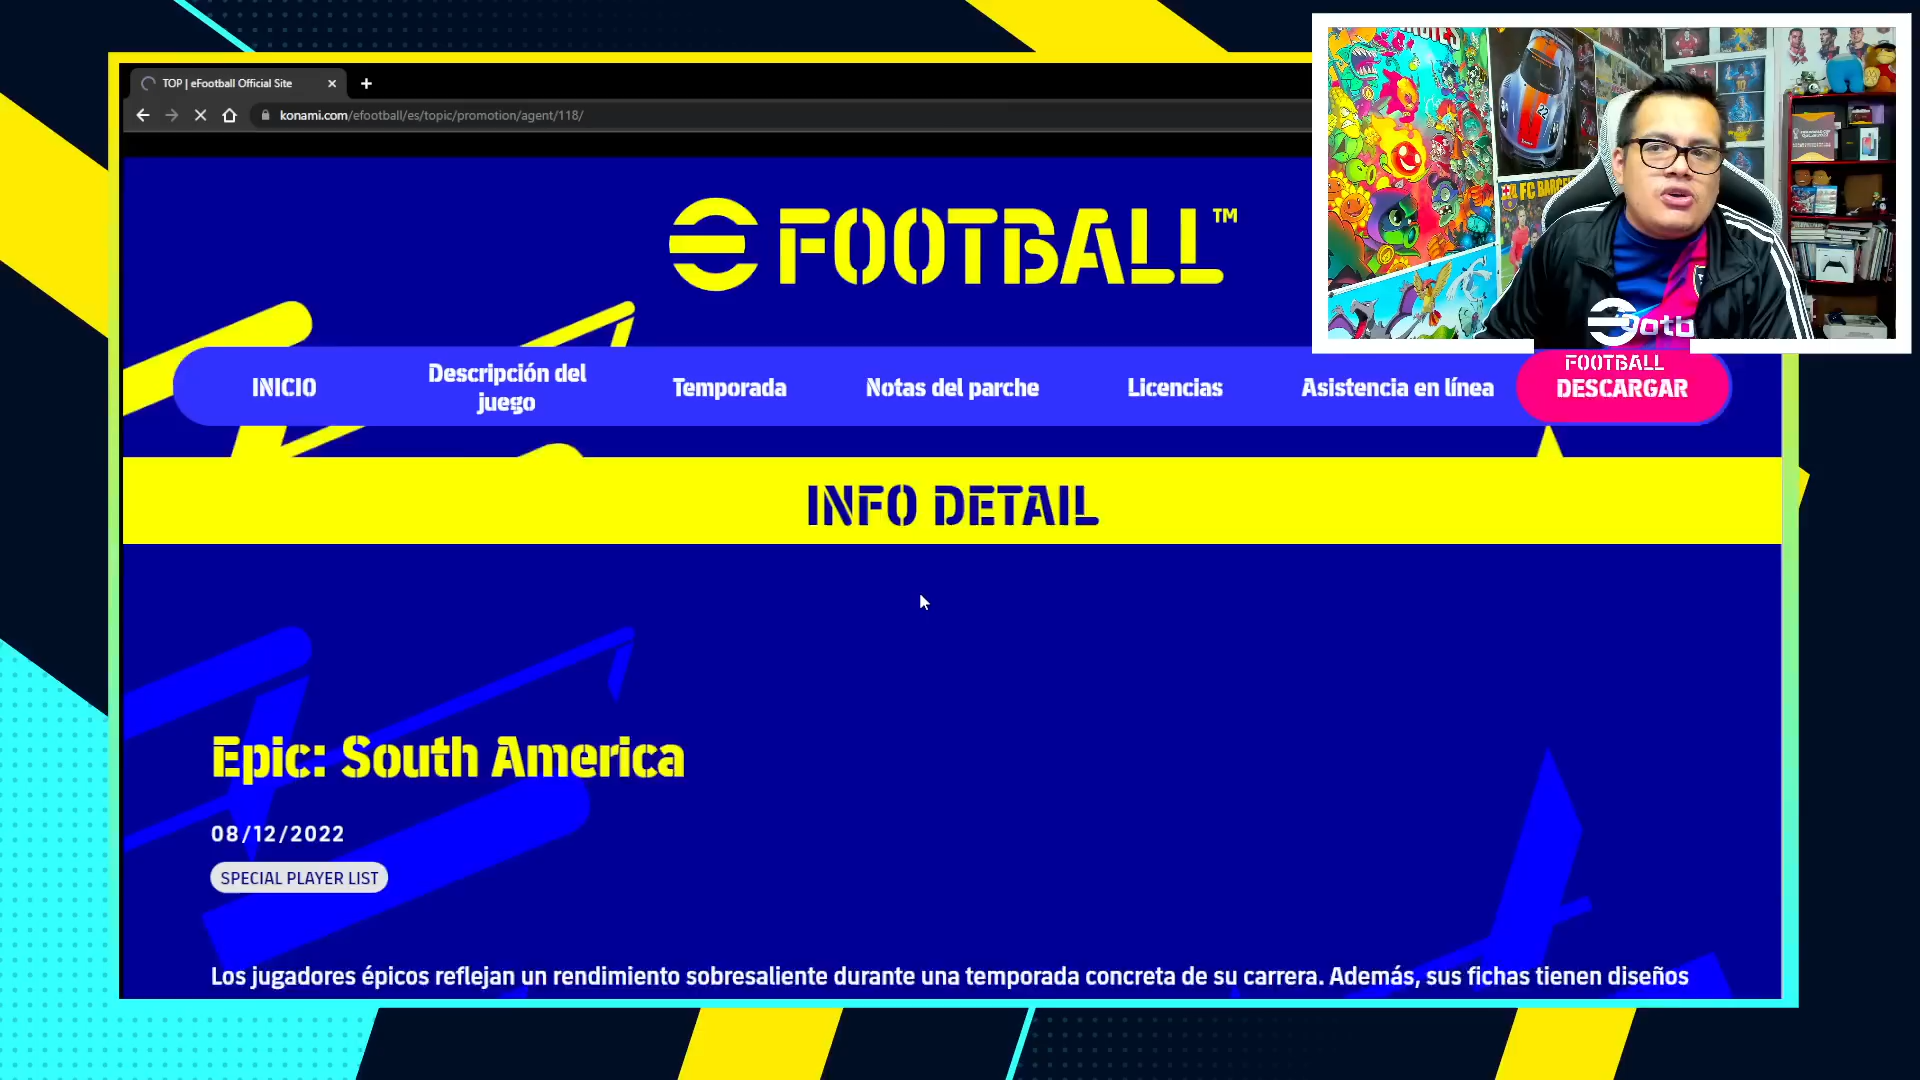 TOP | eFootball Official Site
konami.com/efootball/es/topic/promotion/agent/118/
FOOTBALL™
INICIO
Descripción del
juego
Temporada
Notas del parche
Licencias
Asistencia en línea
FOOTBALL
DESCARGAR
INFO DETAIL
Epic: South America
08/12/2022
SPECIAL PLAYER LIST
Los jugadores épicos reflejan un rendimiento sobresaliente durante una temporada concreta de su carrera. Además, sus fichas tienen diseños
22